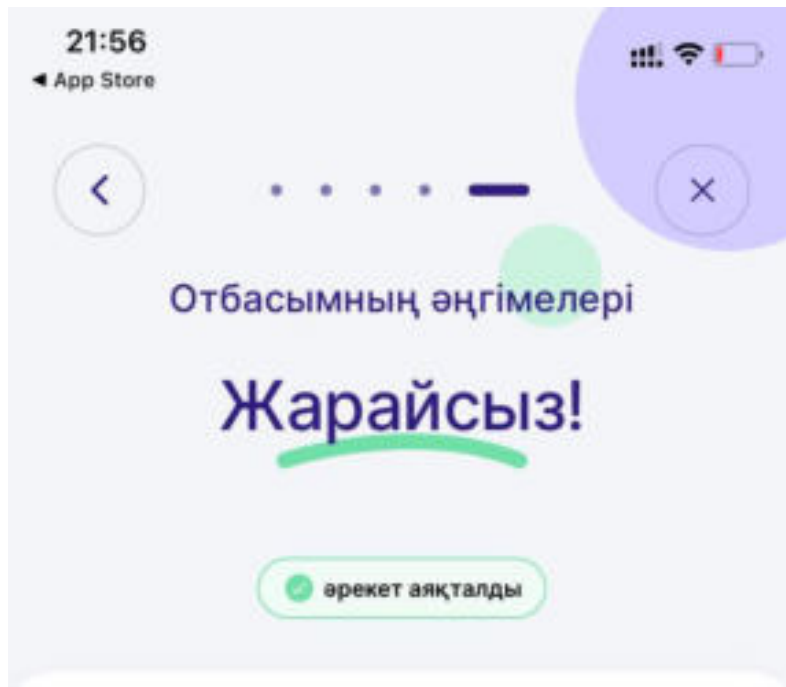 21:56
◀ App Store
Отбасымның әңгімелері
Жарайсыз!
әрекет аяқталды